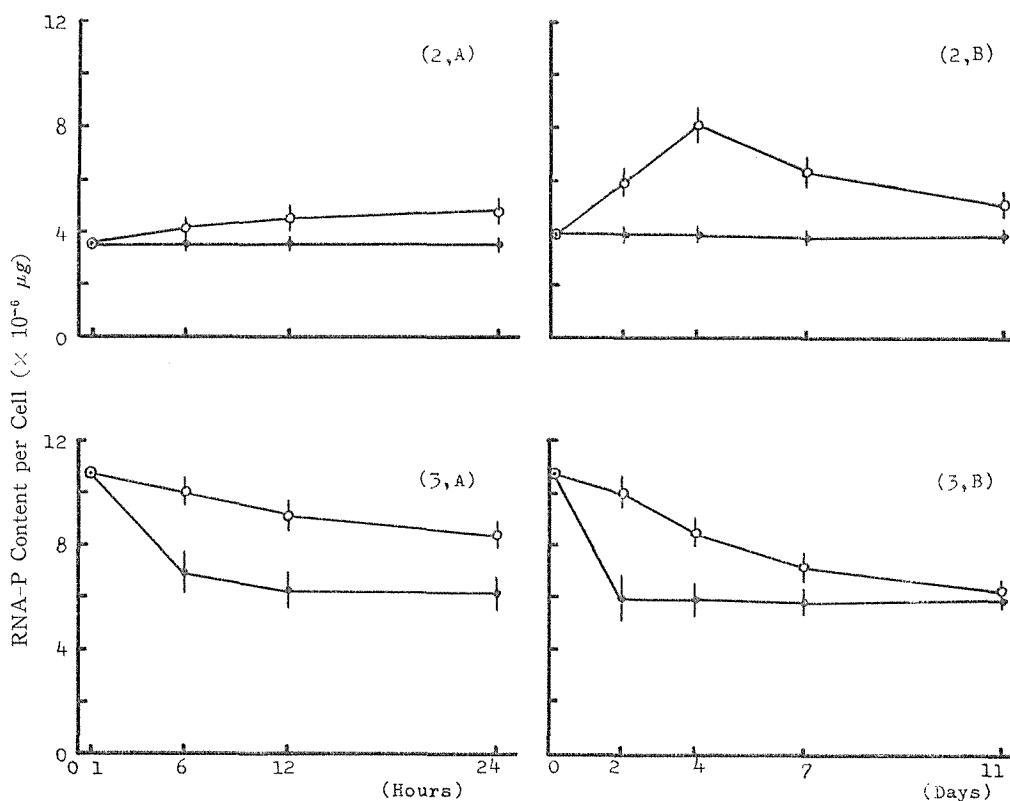 12
(2,A)
(2,B)
8
4
0
RNA-P Content per Cell (× 10⁻⁶ μg)
12
(3,A)
(3,B)
8
4
0
0 1 6 12 24
(Hours)
0 2 4 7 11
(Days)